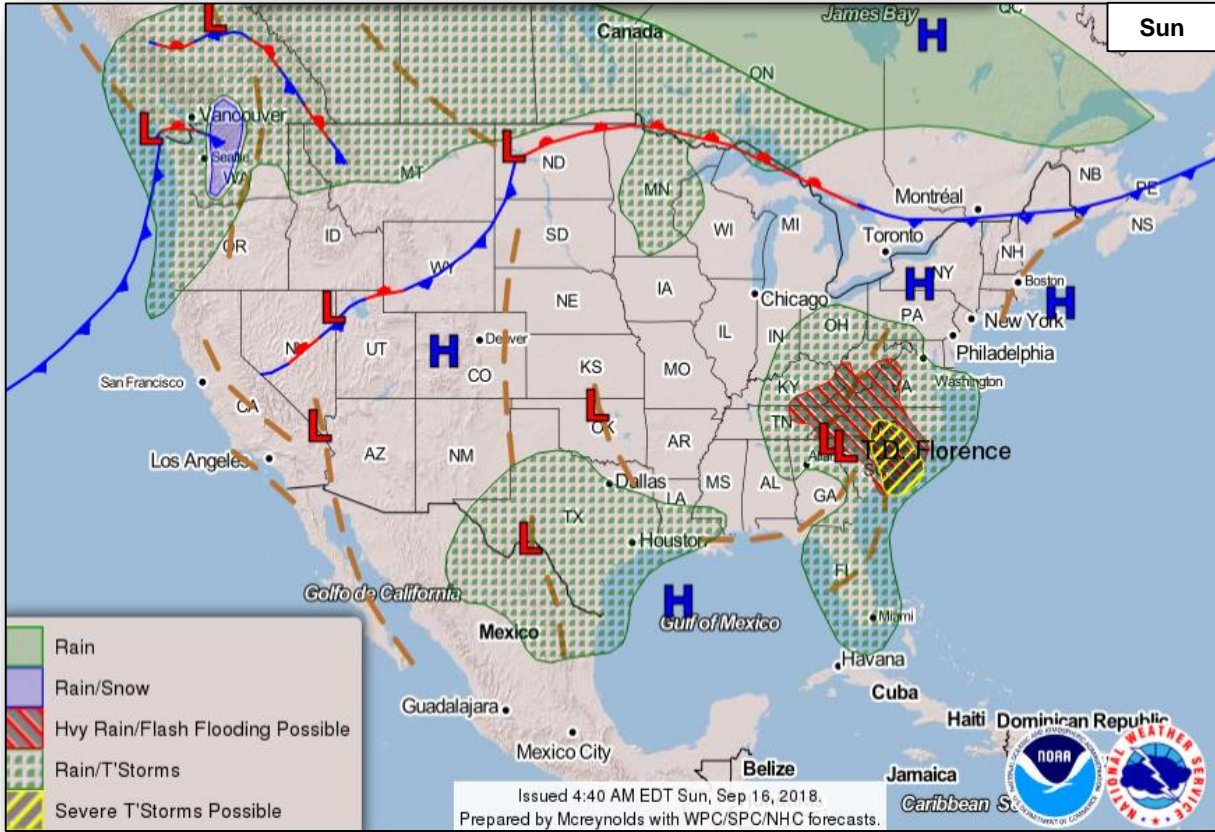 James Bay
QC
Sun
L
H
Canada
ON
Vancouver
L
L
Seattle
WA
MT
ND
MN
Montréal
NB
PE
NS
OR
ID
SD
WI
MI
Toronto
NH
WY
NY
Boston
H
H
L
NE
IA
Chicago
PA
New York
OH
IN
IL
Philadelphia
NV
UT
H
Denver
CO
KS
MO
KY
VA
Washington
San Francisco
CA
L
L
OK
TN
AR
L
L
T.D. Florence
Los Angeles
AZ
NM
MS
AL
GA
Dallas
LA
TX
L
Houston
FI
Golfo de California
H
Gulf of Mexico
Mexico
Miami
Havana
Cuba
Guadalajara
Haiti
Dominican Republic
Mexico City
Belize
Jamaica
Caribbean
Rain
Rain/Snow
Hvy Rain/Flash Flooding Possible
Rain/T'Storms
Severe T'Storms Possible
Issued 4:40 AM EDT Sun, Sep 16, 2018.
Prepared by Mcreynolds with WPC/SPC/NHC forecasts.
NOAA
NATIONAL WEATHER SERVICE